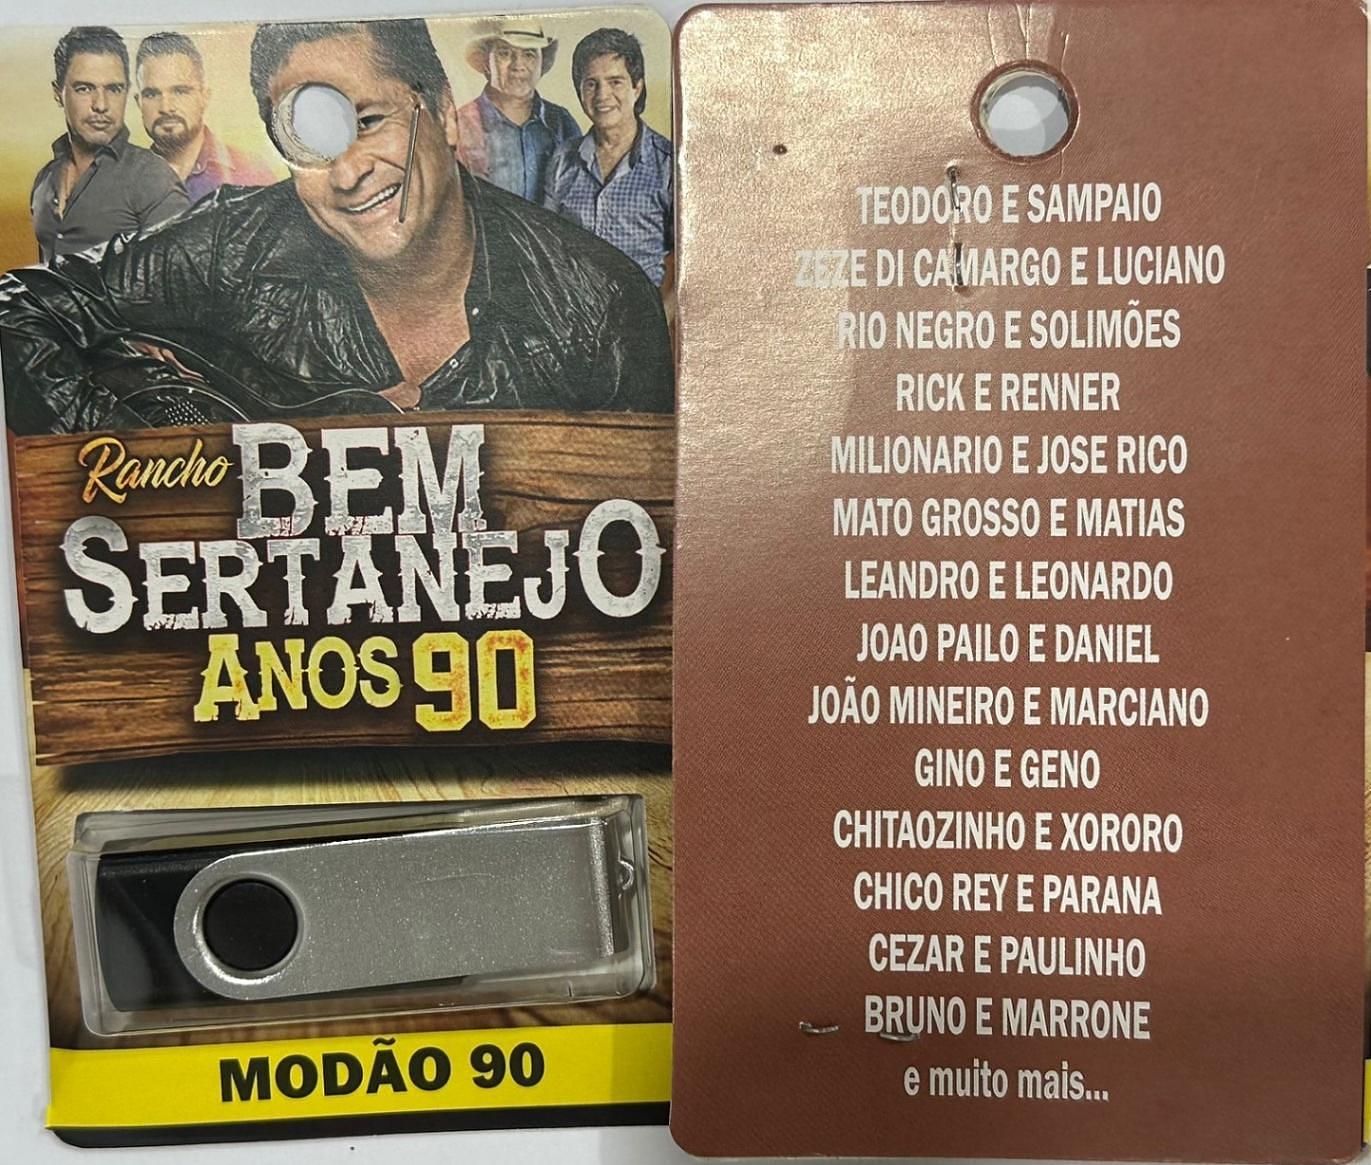 Rancho BEM
SERTANEJO
ANOS 90
MODÃO 90
TEODORO E SAMPAIO
ZEZE DI CAMARGO E LUCIANO
RIO NEGRO E SOLIMÕES
RICK E RENNER
MILIONARIO E JOSE RICO
MATO GROSSO E MATIAS
LEANDRO E LEONARDO
JOAO PAILO E DANIEL
JOÃO MINEIRO E MARCIANO
GINO E GENO
CHITAOZINHO E XORORO
CHICO REY E PARANA
CEZAR E PAULINHO
BRUNO E MARRONE
e muito mais...